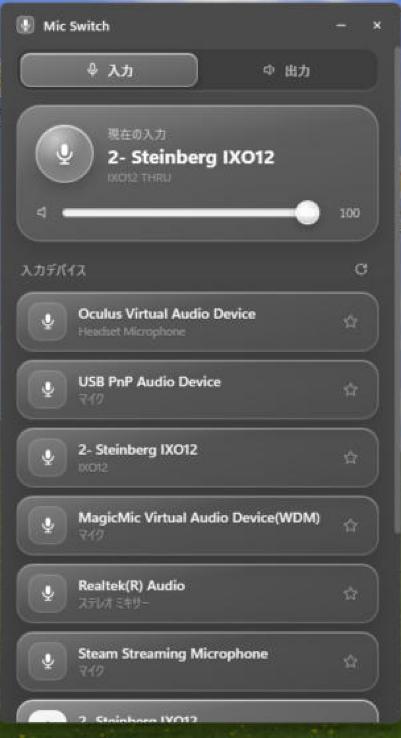 Mic Switch
入力
出力
現在の入力
2- Steinberg IXO12
IXO12 THRU
100
入力デバイス
Oculus Virtual Audio Device
Headset Microphone
USB PnP Audio Device
マイク
2- Steinberg IXO12
IXO12
MagicMic Virtual Audio Device(WDM)
マイク
Realtek(R) Audio
ステレオ ミキサー
Steam Streaming Microphone
マイク
2- Steinberg IXO12